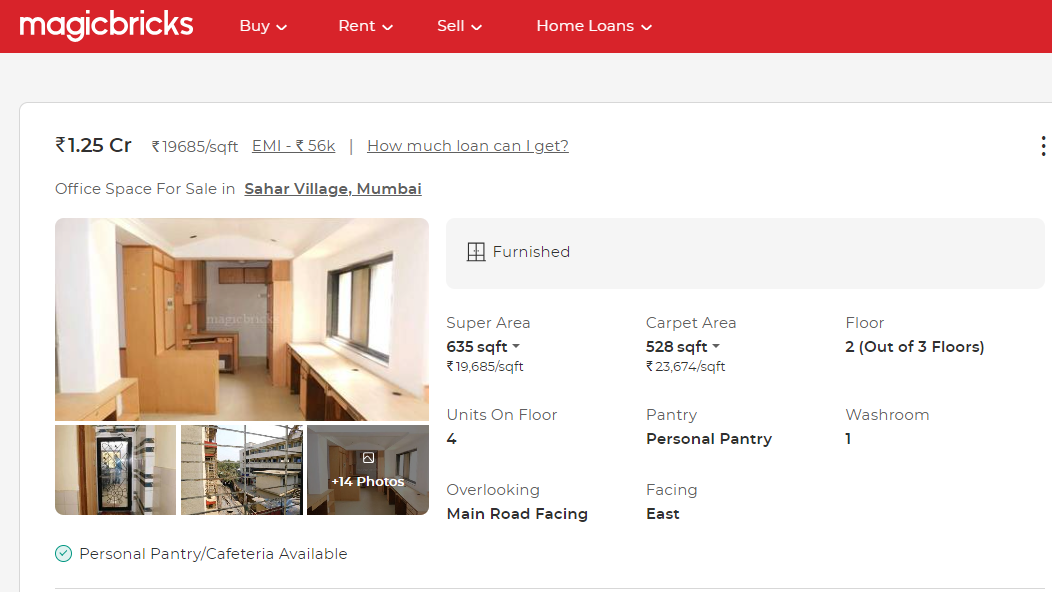 magicbricks
Buy Rent Sell Home Loans
₹1.25 Cr ₹19685/sqft EMI - ₹ 56k | How much loan can I get?
Office Space For Sale in Sahar Village, Mumbai
Furnished
magicbricks
+14 Photos
Super Area Carpet Area Floor
635 sqft 528 sqft 2 (Out of 3 Floors)
₹19,685/sqft ₹23,674/sqft
Units On Floor Pantry Washroom
4 Personal Pantry 1
Overlooking Facing
Main Road Facing East
Personal Pantry/Cafeteria Available